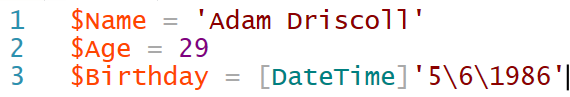 1 $Name = 'Adam Driscoll'
2 $Age = 29
3 $Birthday = [DateTime]'5\6\1986'